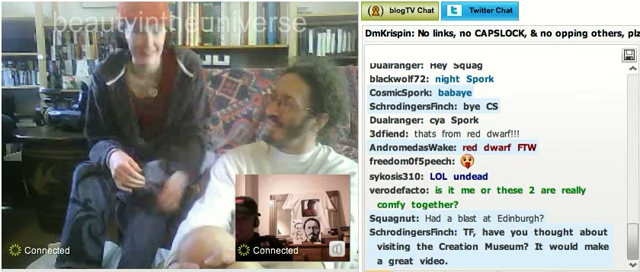 beautyintheuniverse
Connected
Connected
blogTV Chat
Twitter Chat
DmKrispin: No links, no CAPSLOCK, & no opping others, plz
Dualranger: Hey Squag
blackwolf72: night Spork
CosmicSpork: babaye
SchrodingersFinch: bye CS
Dualranger: cya Spork
3dfiend: thats from red dwarf!!!
AndromedasWake: red dwarf FTW
freedom0fSpeech:
sykosis310: LOL undead
verodefacto: is it me or these 2 are really
comfy together?
Squagnut: Had a blast at Edinburgh?
SchrodingersFinch: TF, have you thought about
visiting the Creation Museum? It would make
a great video.